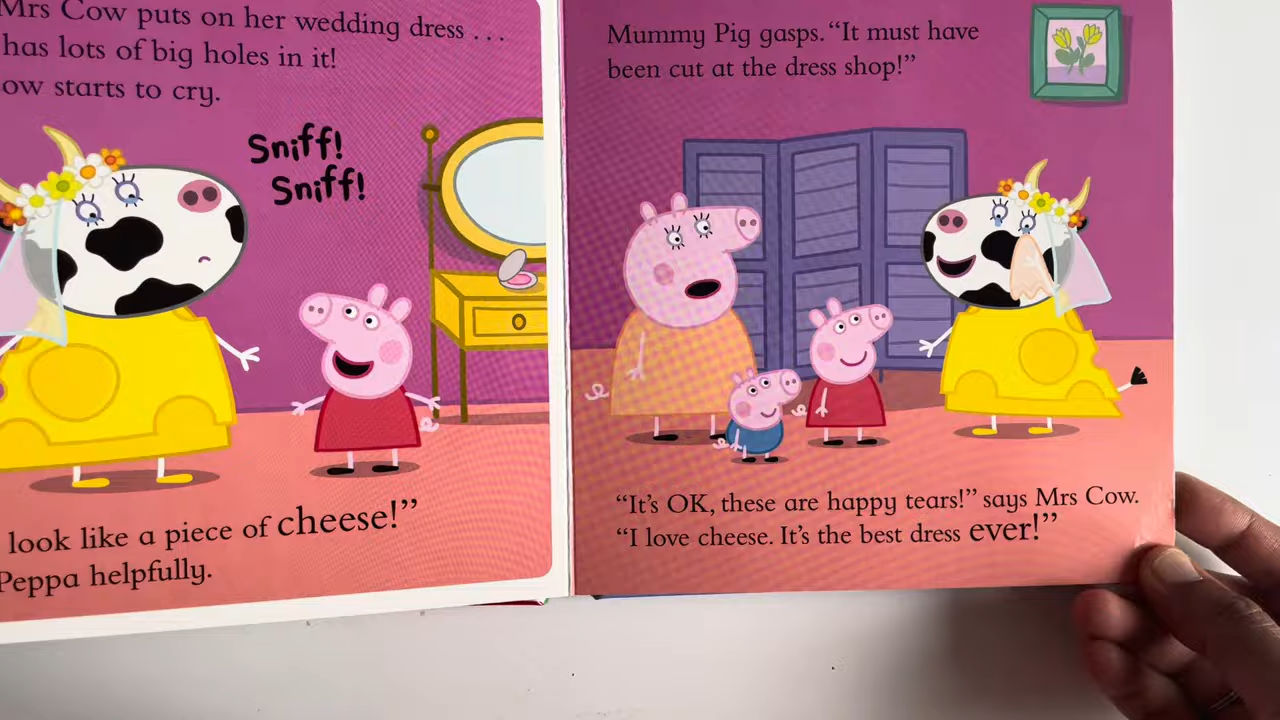 Mrs Cow puts on her wedding dress . . .
has lots of big holes in it!
ow starts to cry.
Sniff!
Sniff!
look like a piece of cheese!”
Peppa helpfully.
Mummy Pig gasps. “It must have
been cut at the dress shop!”
“It’s OK, these are happy tears!” says Mrs Cow.
“I love cheese. It’s the best dress ever!”